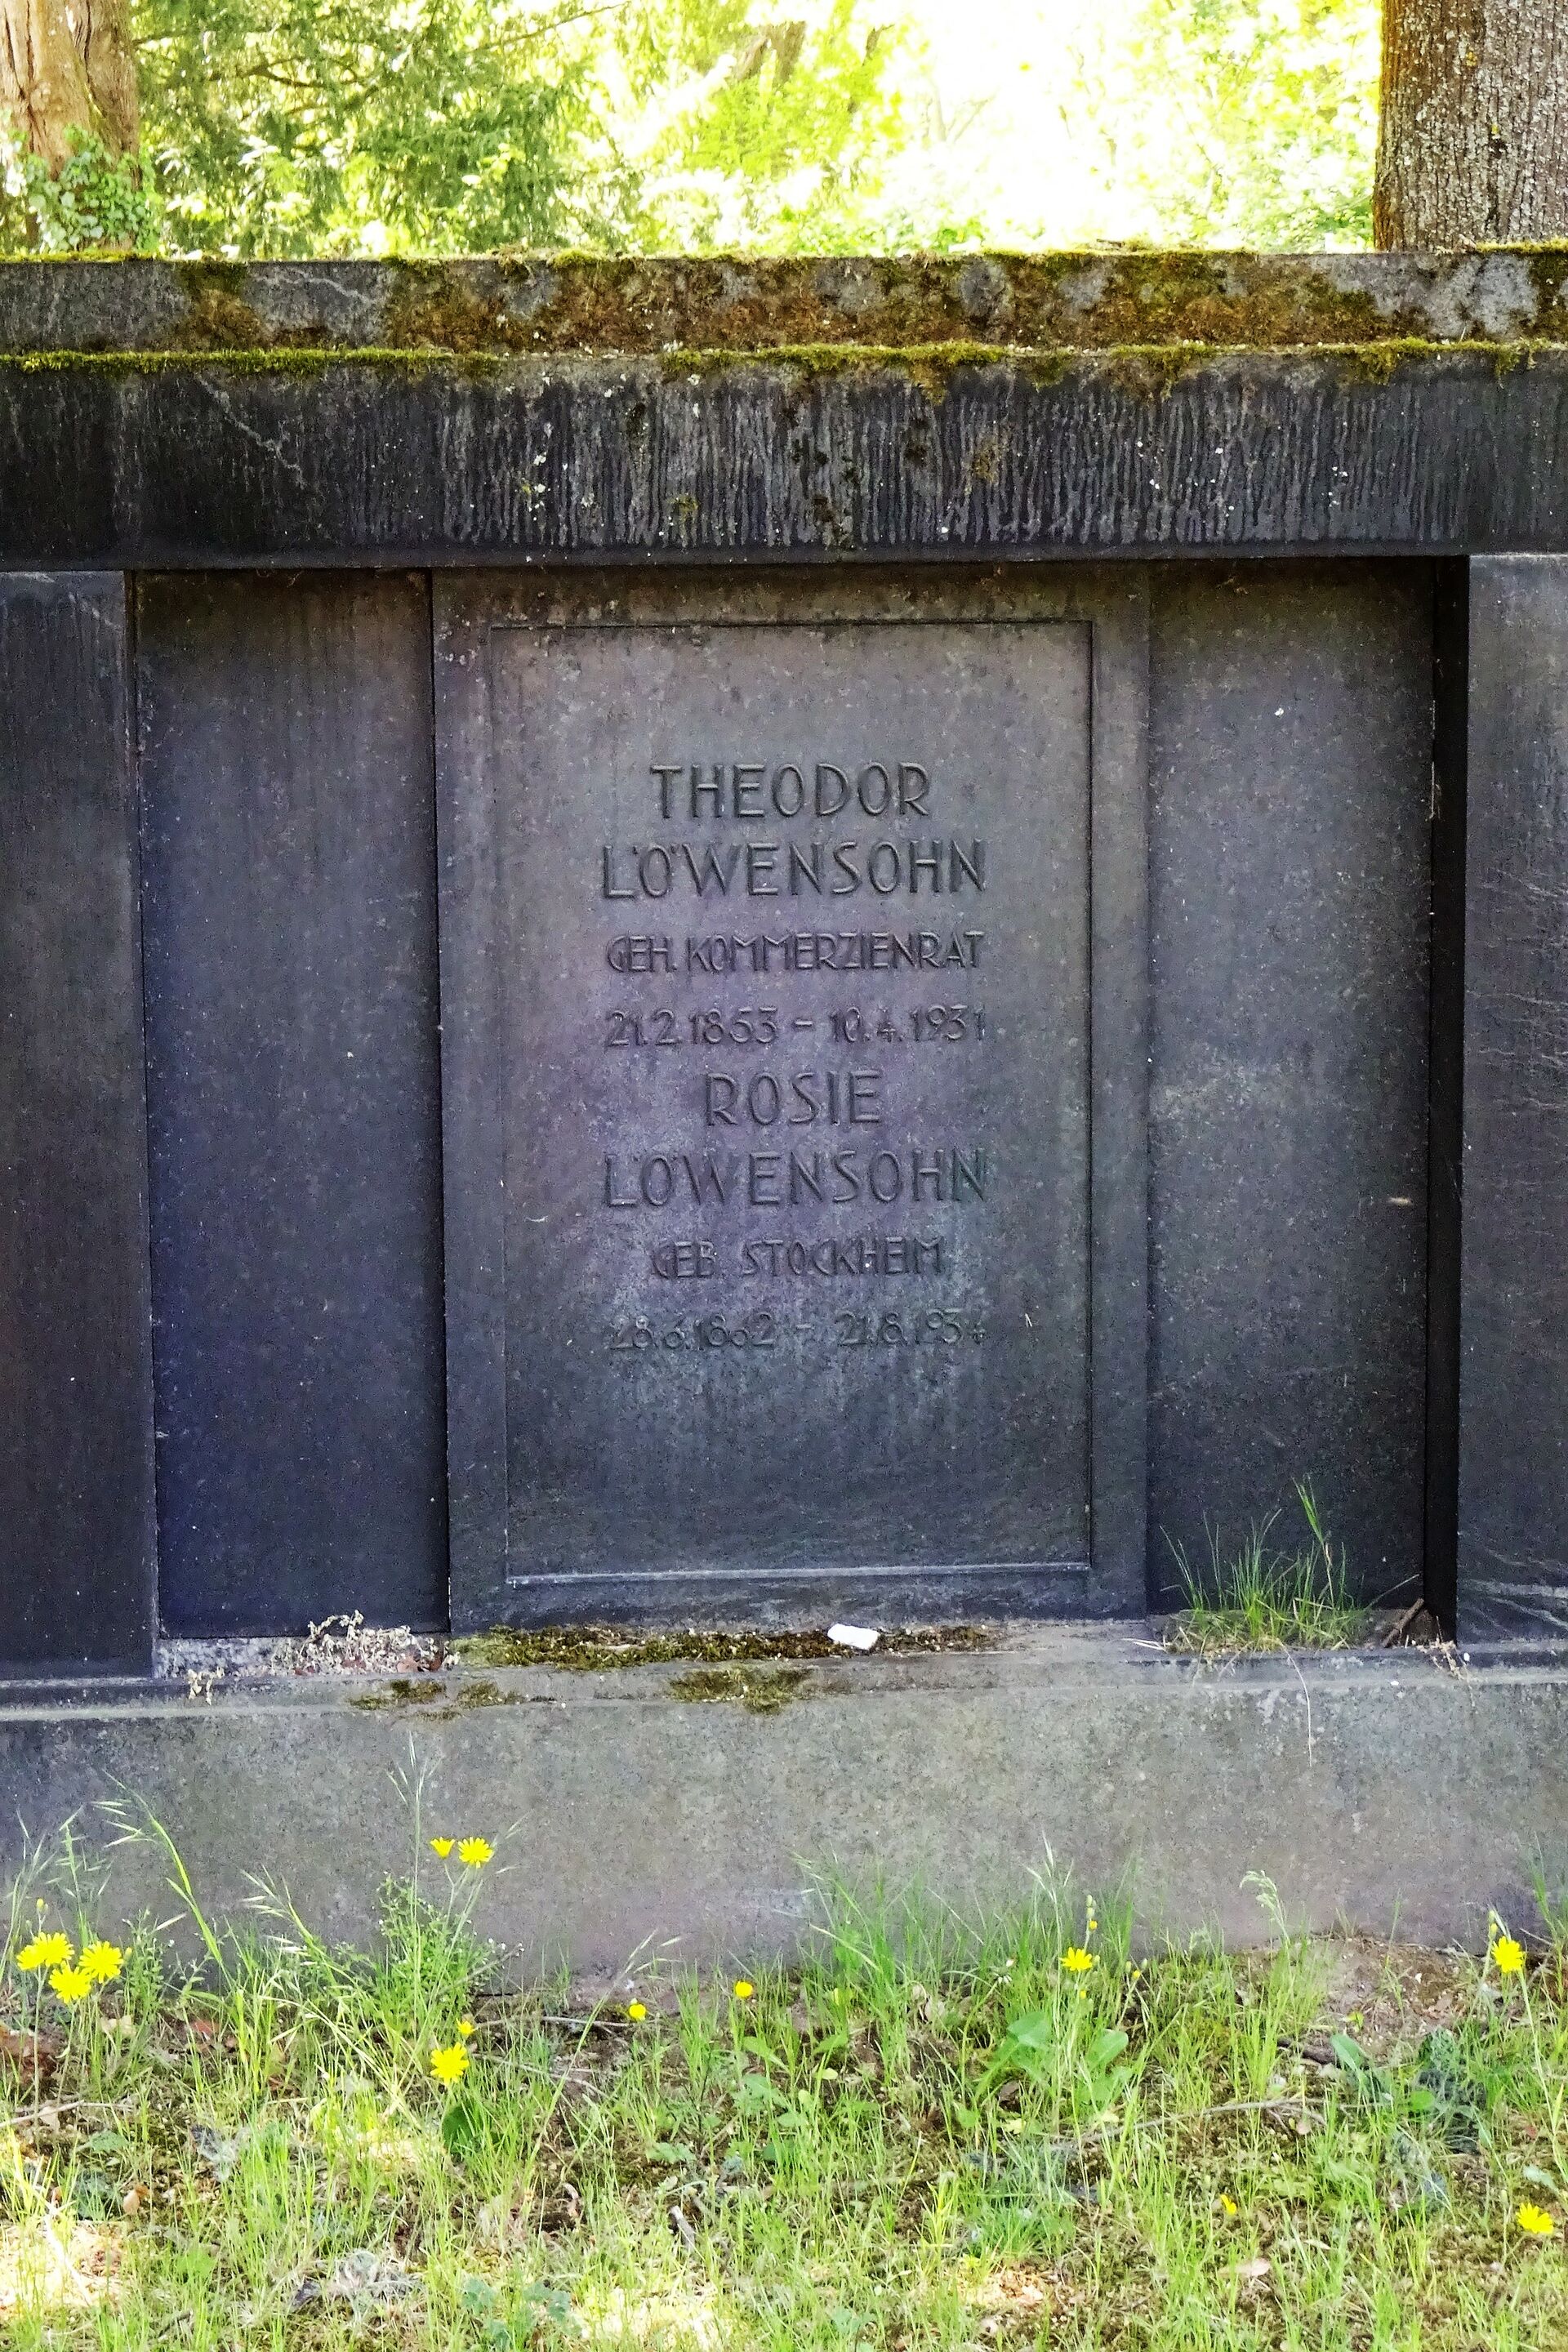 THEODOR
LÖWENSOHN
GEH. KOMMERZIENRAT
21.2.1853 – 10.4.1931
ROSIE
LÖWENSOHN
GEB. STOCKHEIM
28.6.1862 – 21.8.1934